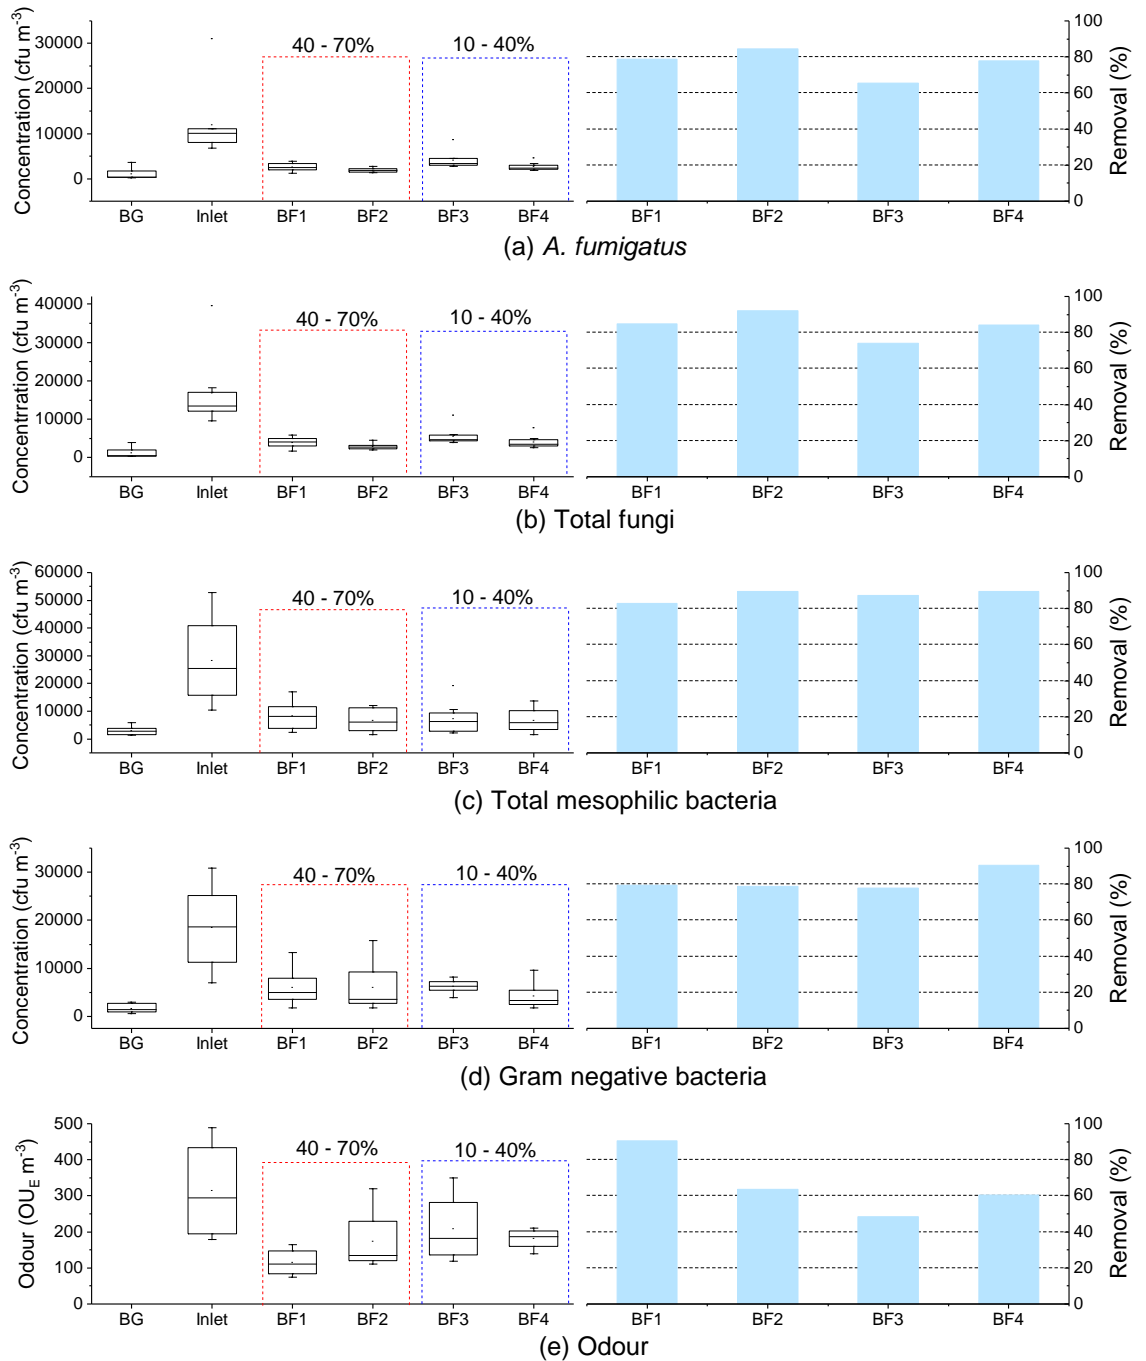 Concentration (cfu m-3)
30000
20000
10000
0
40 - 70%
10 - 40%
BG Inlet BF1 BF2 BF3 BF4
100
80
60
40
20
0
Removal (%)
BF1 BF2 BF3 BF4
(a) A. fumigatus
Concentrration (cfu m-3)
40000
30000
20000
10000
0
40 - 70%
10 - 40%
BG Inlet BF1 BF2 BF3 BF4
100
80
60
40
20
0
Removal (%)
BF1 BF2 BF3 BF4
(b) Total fungi
Concentration (cfu m-3)
60000
50000
40000
30000
20000
10000
0
40 - 70%
10 - 40%
BG Inlet BF1 BF2 BF3 BF4
100
80
60
40
20
0
Removal (%)
BF1 BF2 BF3 BF4
(c) Total mesophilic bacteria
Concentration (cfu m-3)
30000
20000
10000
0
40 - 70%
10 - 40%
BG Inlet BF1 BF2 BF3 BF4
100
80
60
40
20
0
Removal (%)
BF1 BF2 BF3 BF4
(d) Gram negative bacteria
Odour (OUE m-3)
500
400
300
200
100
0
40 - 70%
10 - 40%
BG Inlet BF1 BF2 BF3 BF4
100
80
60
40
20
0
Removal (%)
BF1 BF2 BF3 BF4
(e) Odour